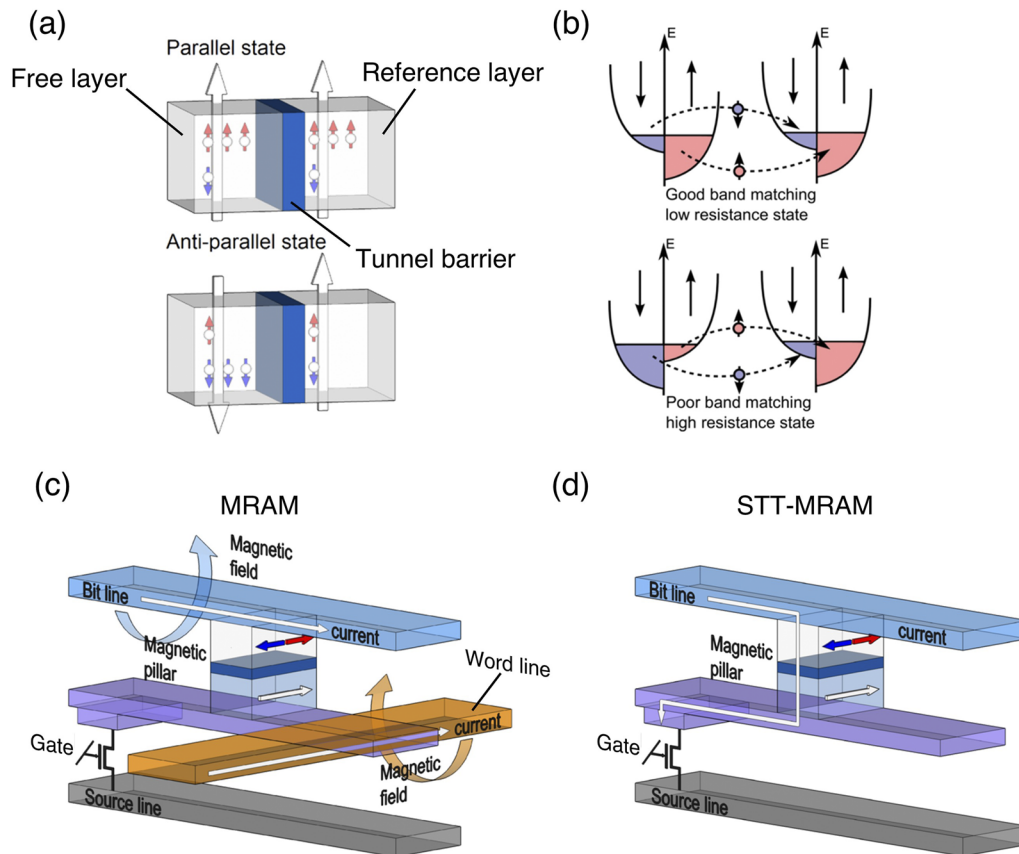 (a)
Parallel state
Free layer
Reference layer
Anti-parallel state
Tunnel barrier
(b)
E
E
Good band matching
low resistance state
E
E
Poor band matching
high resistance state
(c)
MRAM
Magnetic
field
Bit line
current
Magnetic
pillar
Word line
current
Gate
Magnetic
field
Source line
(d)
STT-MRAM
Bit line
current
Magnetic
pillar
Gate
Source line